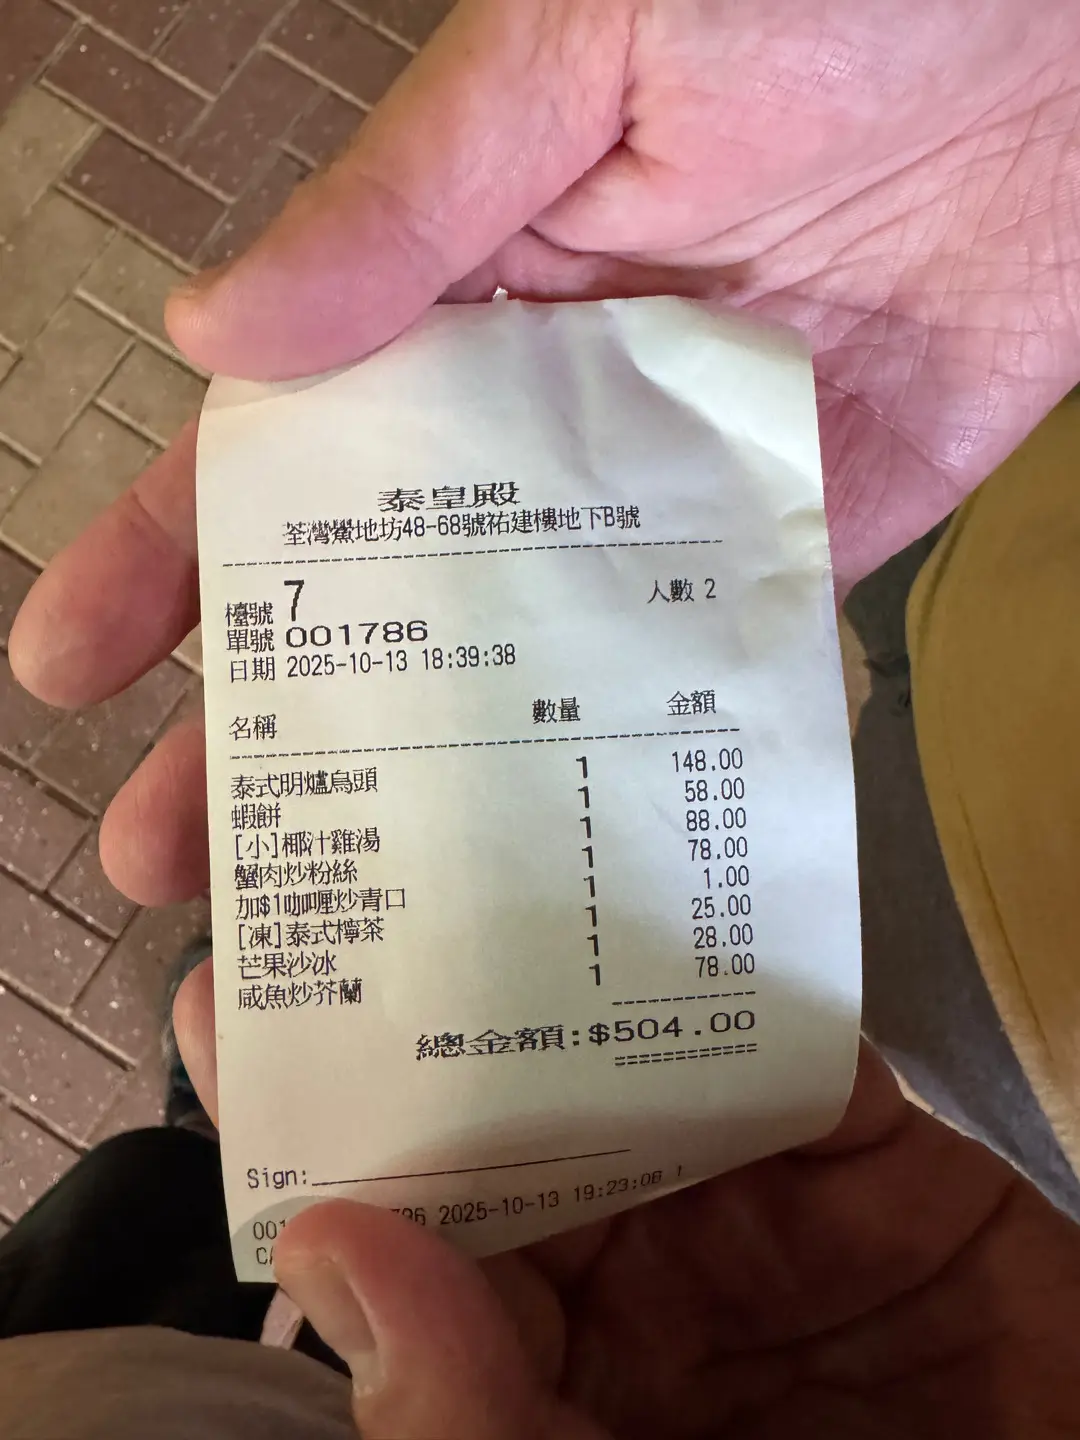 泰皇殿
荃灣鱟地坊48-68號祐建樓地下B號
檯號 7 人數 2
單號 001786
日期 2025-10-13 18:39:38
名稱 數量 金額
泰式明爐烏頭 1 148.00
蝦餅 1 58.00
[小]椰汁雞湯 1 88.00
蟹肉炒粉絲 1 78.00
加$1咖喱炒青口 1 1.00
[凍]泰式檸茶 1 25.00
芒果沙冰 1 28.00
咸魚炒芥蘭 1 78.00
總金額:$504.00
Sign:
2025-10-13 19:23:06